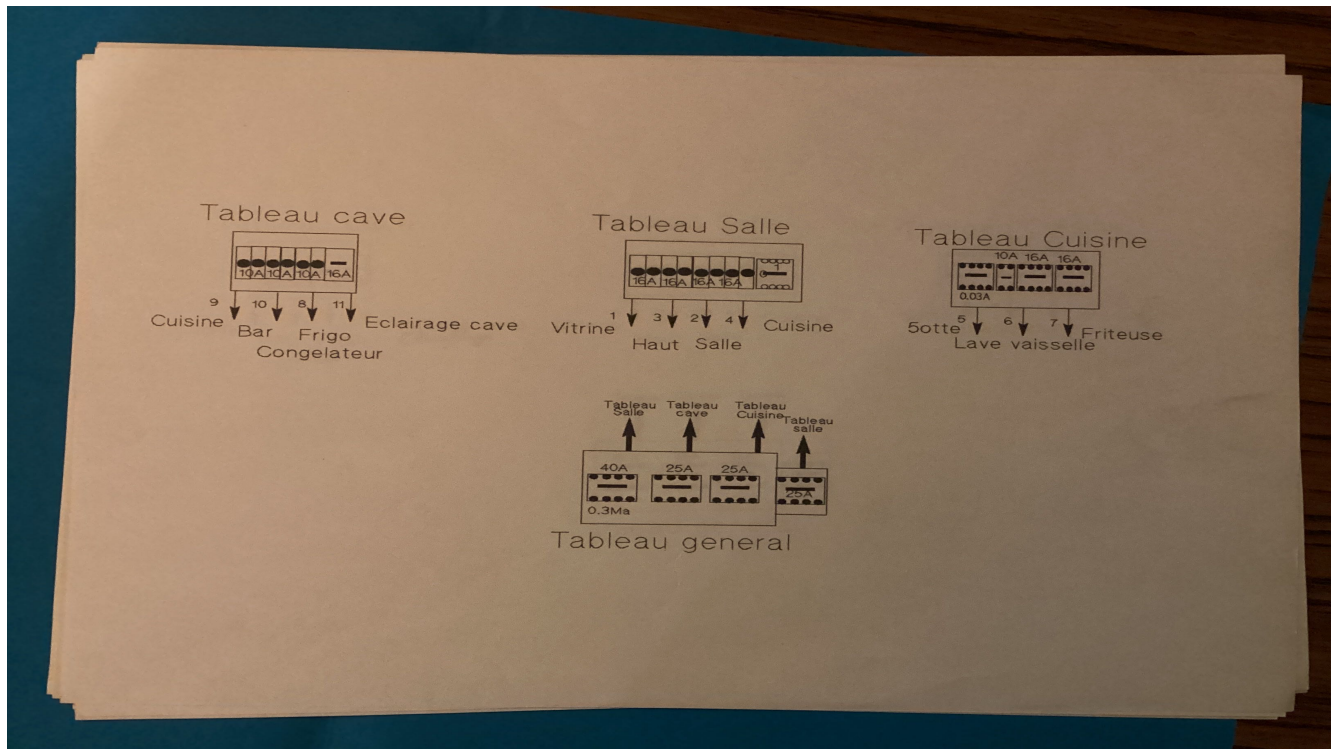 Tableau cave
10A 10A 10A 16A
9 10 8 11
Cuisine Bar Frigo Eclairage cave
Congelateur
Tableau Salle
16A 16A 16A 16A 0 1
1 3 2 4
Vitrine Haut Salle Cuisine
Tableau Cuisine
10A 16A 16A
0.03A
5 6 7
5otte Lave vaisselle Friteuse
Tableau Salle
Tableau cave
Tableau Cuisine
Tableau salle
40A 25A 25A 25A
0.3Ma
Tableau general